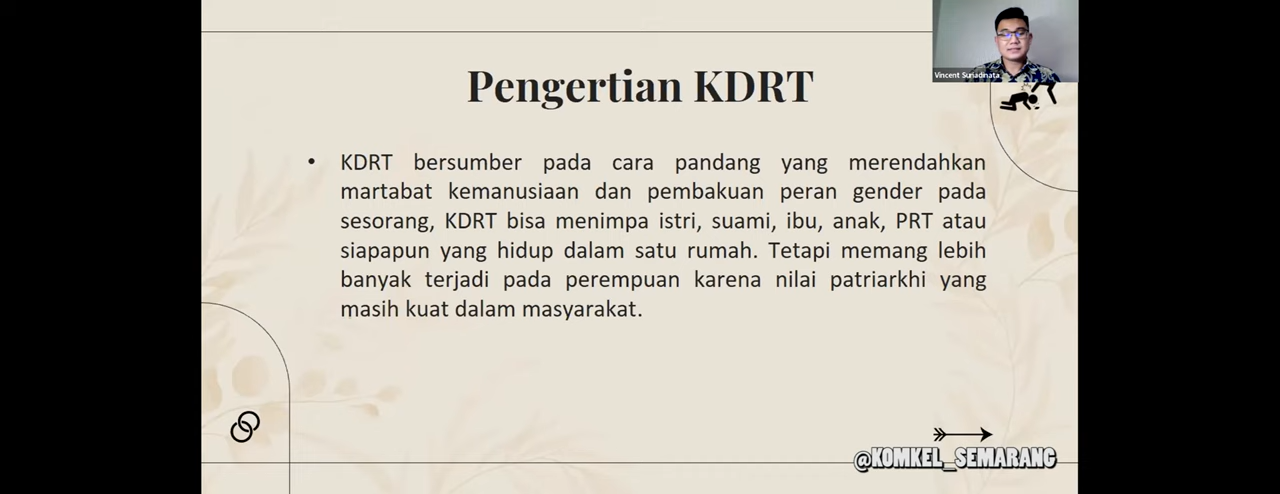 Vincent Suriadinata
Pengertian KDRT
• KDRT bersumber pada cara pandang yang merendahkan
martabat kemanusiaan dan pembakuan peran gender pada
sesorang, KDRT bisa menimpa istri, suami, ibu, anak, PRT atau
siapapun yang hidup dalam satu rumah. Tetapi memang lebih
banyak terjadi pada perempuan karena nilai patriarkhi yang
masih kuat dalam masyarakat.
@KOMKEL_SEMARANG